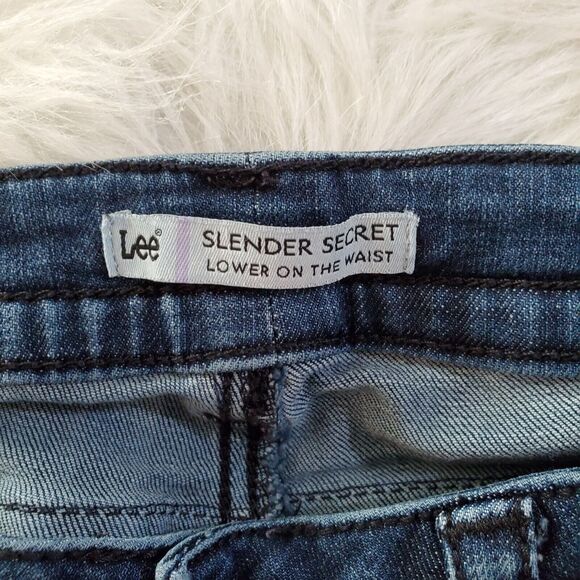 Lee® SLENDER SECRET
LOWER ON THE WAIST